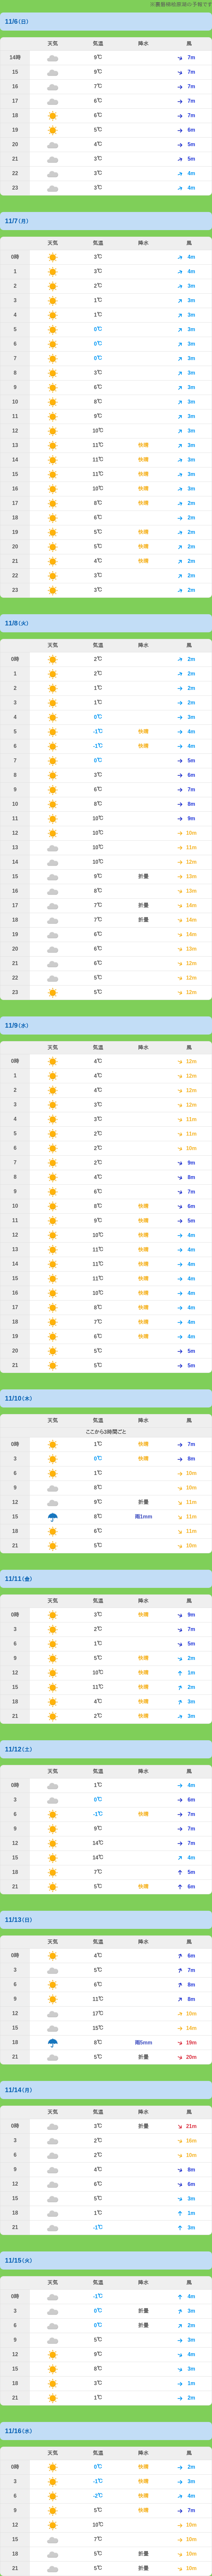 11/6(日)
天気 気温 降水 風
14時 9℃ 7m
15 9℃ 7m
16 7℃ 7m
17 6℃ 7m
18 6℃ 7m
19 5℃ 6m
20 4℃ 5m
21 3℃ 5m
22 3℃ 4m
23 3℃ 4m
11/7(月)
天気 気温 降水 風
0時 3℃ 4m
1 3℃ 4m
2 2℃ 3m
3 1℃ 3m
4 1℃ 3m
5 0℃ 3m
6 0℃ 3m
7 0℃ 3m
8 3℃ 3m
9 6℃ 3m
10 8℃ 3m
11 9℃ 3m
12 10℃ 3m
13 11℃ 快晴 3m
14 11℃ 快晴 3m
15 11℃ 快晴 3m
16 10℃ 快晴 3m
17 8℃ 快晴 2m
18 6℃ 2m
19 5℃ 快晴 2m
20 5℃ 快晴 2m
21 4℃ 快晴 2m
22 3℃ 2m
23 3℃ 2m
11/8(火)
天気 気温 降水 風
0時 2℃ 2m
1 2℃ 2m
2 1℃ 2m
3 1℃ 2m
4 0℃ 3m
5 -1℃ 快晴 4m
6 -1℃ 快晴 4m
7 0℃ 5m
8 3℃ 6m
9 6℃ 7m
10 8℃ 8m
11 10℃ 9m
12 10℃ 10m
13 10℃ 11m
14 10℃ 12m
15 9℃ 折曇 13m
16 8℃ 13m
17 7℃ 折曇 14m
18 7℃ 折曇 14m
19 6℃ 14m
20 6℃ 13m
21 6℃ 12m
22 5℃ 12m
23 5℃ 12m
11/9(水)
天気 気温 降水 風
0時 4℃ 12m
1 4℃ 12m
2 4℃ 12m
3 3℃ 12m
4 3℃ 11m
5 2℃ 11m
6 2℃ 10m
7 2℃ 9m
8 4℃ 8m
9 6℃ 7m
10 8℃ 快晴 6m
11 9℃ 快晴 5m
12 10℃ 快晴 4m
13 11℃ 快晴 4m
14 11℃ 快晴 4m
15 11℃ 快晴 4m
16 10℃ 快晴 4m
17 8℃ 快晴 4m
18 7℃ 快晴 4m
19 6℃ 快晴 4m
20 5℃ 5m
21 5℃ 5m
11/10(木)
天気 気温 降水 風
ここから3時間ごと
0時 1℃ 快晴 7m
3 0℃ 快晴 8m
6 1℃ 10m
9 8℃ 10m
12 9℃ 折曇 11m
15 8℃ 雨1mm 11m
18 6℃ 11m
21 5℃ 10m
11/11(金)
天気 気温 降水 風
0時 3℃ 快晴 9m
3 2℃ 7m
6 1℃ 5m
9 5℃ 快晴 2m
12 10℃ 快晴 1m
15 11℃ 快晴 2m
18 4℃ 快晴 3m
21 2℃ 快晴 3m
11/12(土)
天気 気温 降水 風
0時 1℃ 4m
3 0℃ 6m
6 -1℃ 快晴 7m
9 9℃ 7m
12 14℃ 7m
15 14℃ 4m
18 7℃ 5m
21 5℃ 快晴 6m
11/13(日)
天気 気温 降水 風
0時 4℃ 6m
3 5℃ 7m
6 6℃ 8m
9 11℃ 8m
12 17℃ 10m
15 15℃ 14m
18 8℃ 雨5mm 19m
21 5℃ 折曇 20m
11/14(月)
天気 気温 降水 風
0時 3℃ 折曇 21m
3 2℃ 16m
6 2℃ 10m
9 4℃ 8m
12 6℃ 6m
15 5℃ 3m
18 1℃ 1m
21 -1℃ 3m
11/15(火)
天気 気温 降水 風
0時 -1℃ 4m
3 0℃ 折曇 3m
6 0℃ 折曇 2m
9 5℃ 3m
12 9℃ 4m
15 8℃ 3m
18 3℃ 1m
21 1℃ 2m
11/16(水)
天気 気温 降水 風
0時 0℃ 快晴 2m
3 -1℃ 快晴 3m
6 -2℃ 快晴 4m
9 5℃ 快晴 7m
12 10℃ 10m
15 7℃ 10m
18 5℃ 折曇 10m
21 5℃ 折曇 10m